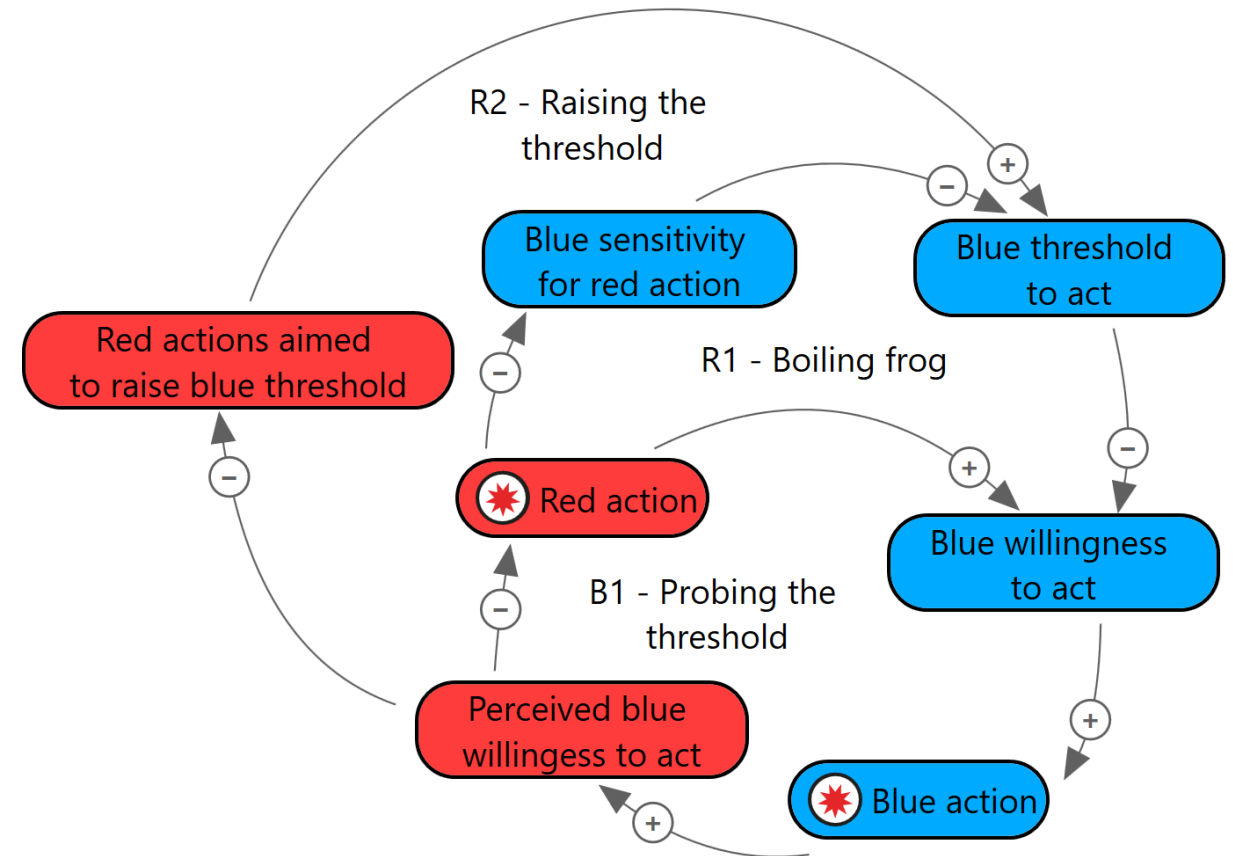 R2 - Raising the
threshold
+
−
Blue sensitivity
for red action
Blue threshold
to act
Red actions aimed
to raise blue threshold
−
R1 - Boiling frog
−
−
+
Red action
Blue willingness
to act
−
B1 - Probing the
threshold
Perceived blue
willingess to act
+
Blue action
+